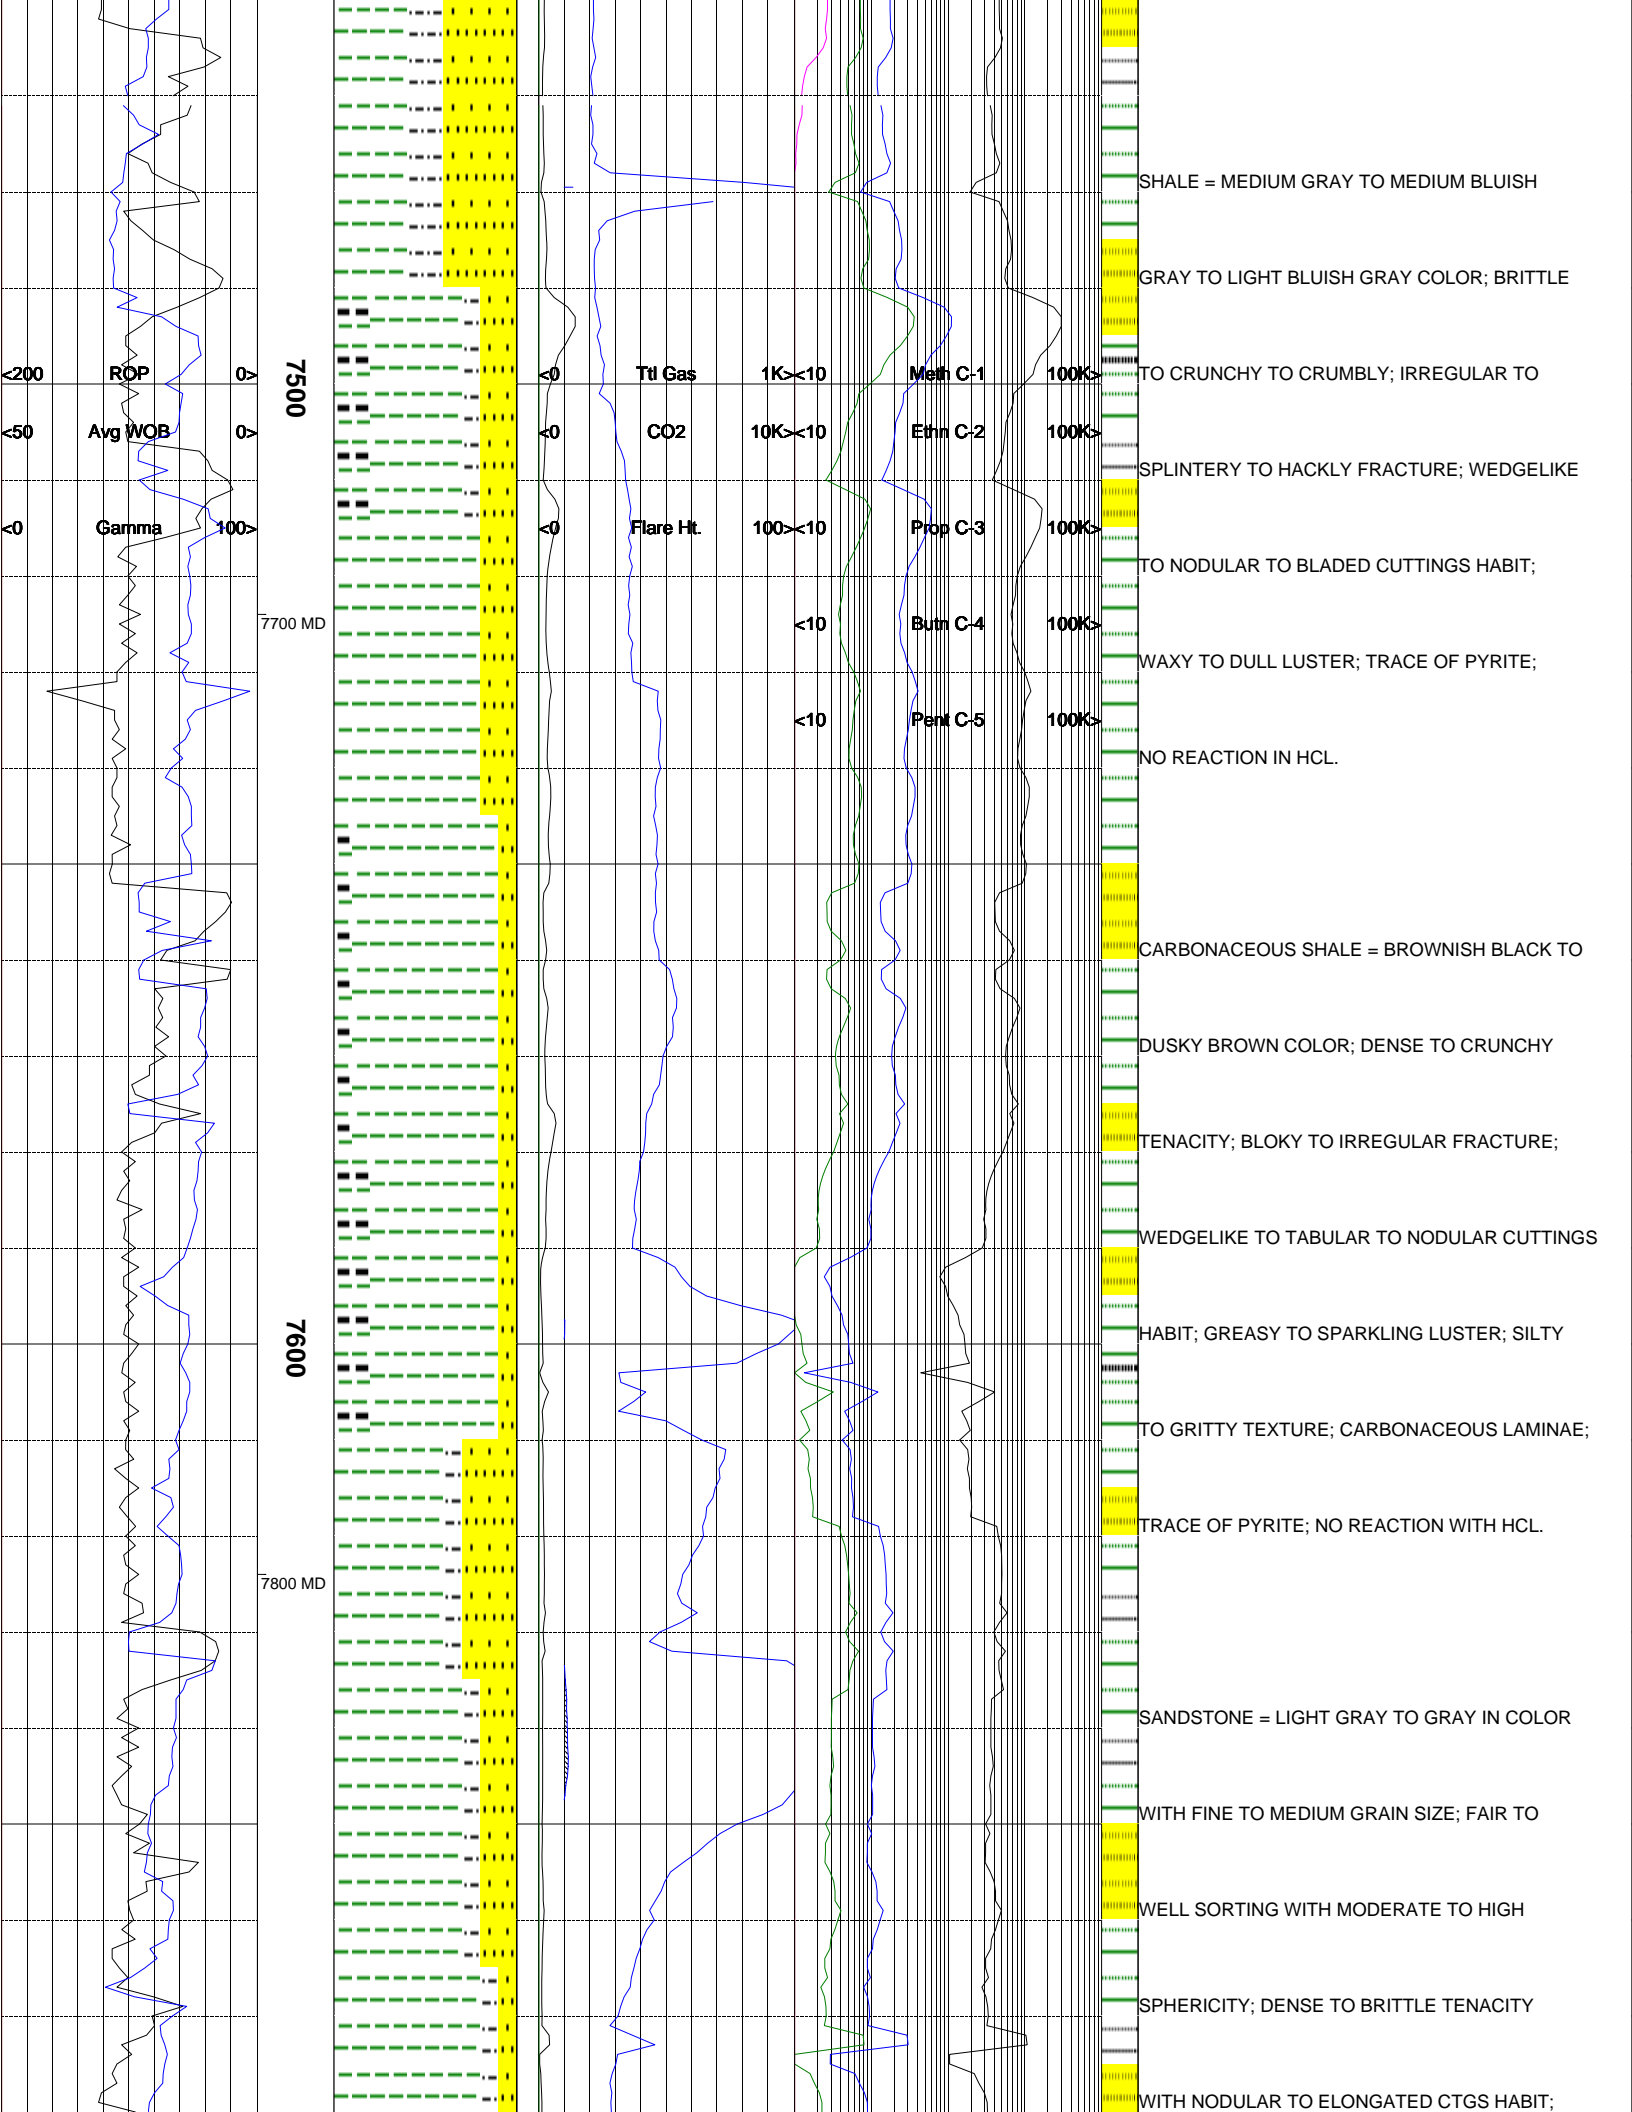 SHALE = MEDIUM GRAY TO MEDIUM BLUISH
GRAY TO LIGHT BLUISH GRAY COLOR; BRITTLE
<200 ROP 0> 7500 <0 Ttl Gas 1K> <10 Meth C-1 100K> TO CRUNCHY TO CRUMBLY; IRREGULAR TO
<50 Avg WOB 0> <0 CO2 10K> <10 Ethn C-2 100K>
SPLINTERY TO HACKLY FRACTURE; WEDGELIKE
<0 Gamma 100> <0 Flare Ht. 100> <10 Prop C-3 100K>
TO NODULAR TO BLADED CUTTINGS HABIT;
7700 MD <10 Butn C-4 100K>
WAXY TO DULL LUSTER; TRACE OF PYRITE;
<10 Pent C-5 100K>
NO REACTION IN HCL.
CARBONACEOUS SHALE = BROWNISH BLACK TO
DUSKY BROWN COLOR; DENSE TO CRUNCHY
TENACITY; BLOKY TO IRREGULAR FRACTURE;
WEDGELIKE TO TABULAR TO NODULAR CUTTINGS
7600 HABIT; GREASY TO SPARKLING LUSTER; SILTY
TO GRITTY TEXTURE; CARBONACEOUS LAMINAE;
TRACE OF PYRITE; NO REACTION WITH HCL.
7800 MD
SANDSTONE = LIGHT GRAY TO GRAY IN COLOR
WITH FINE TO MEDIUM GRAIN SIZE; FAIR TO
WELL SORTING WITH MODERATE TO HIGH
SPHERICITY; DENSE TO BRITTLE TENACITY
WITH NODULAR TO ELONGATED CTGS HABIT;